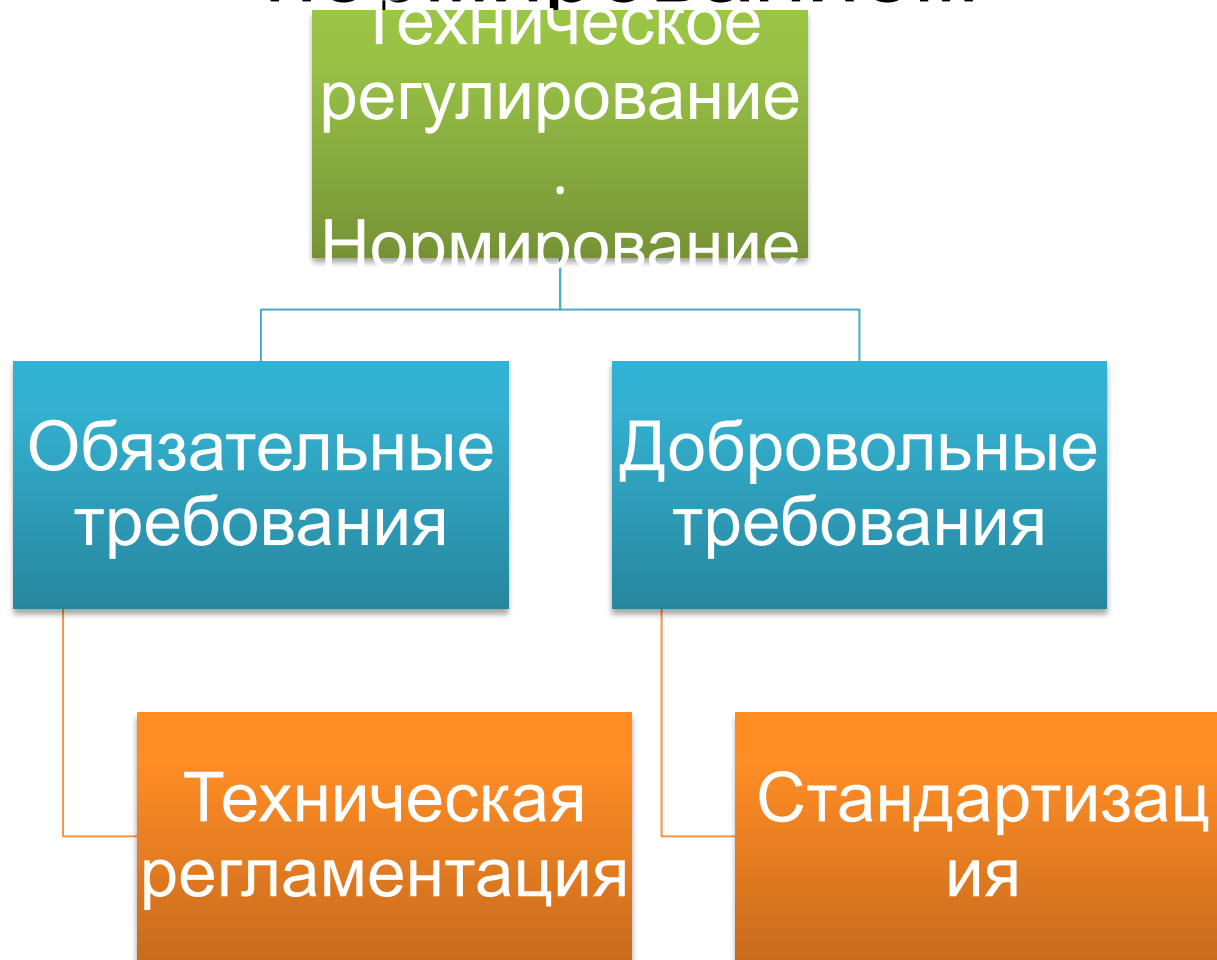 Техническое
регулирование
.
Нормирование
Обязательные
требования
Добровольные
требования
Техническая
регламентация
Стандартизац
ия